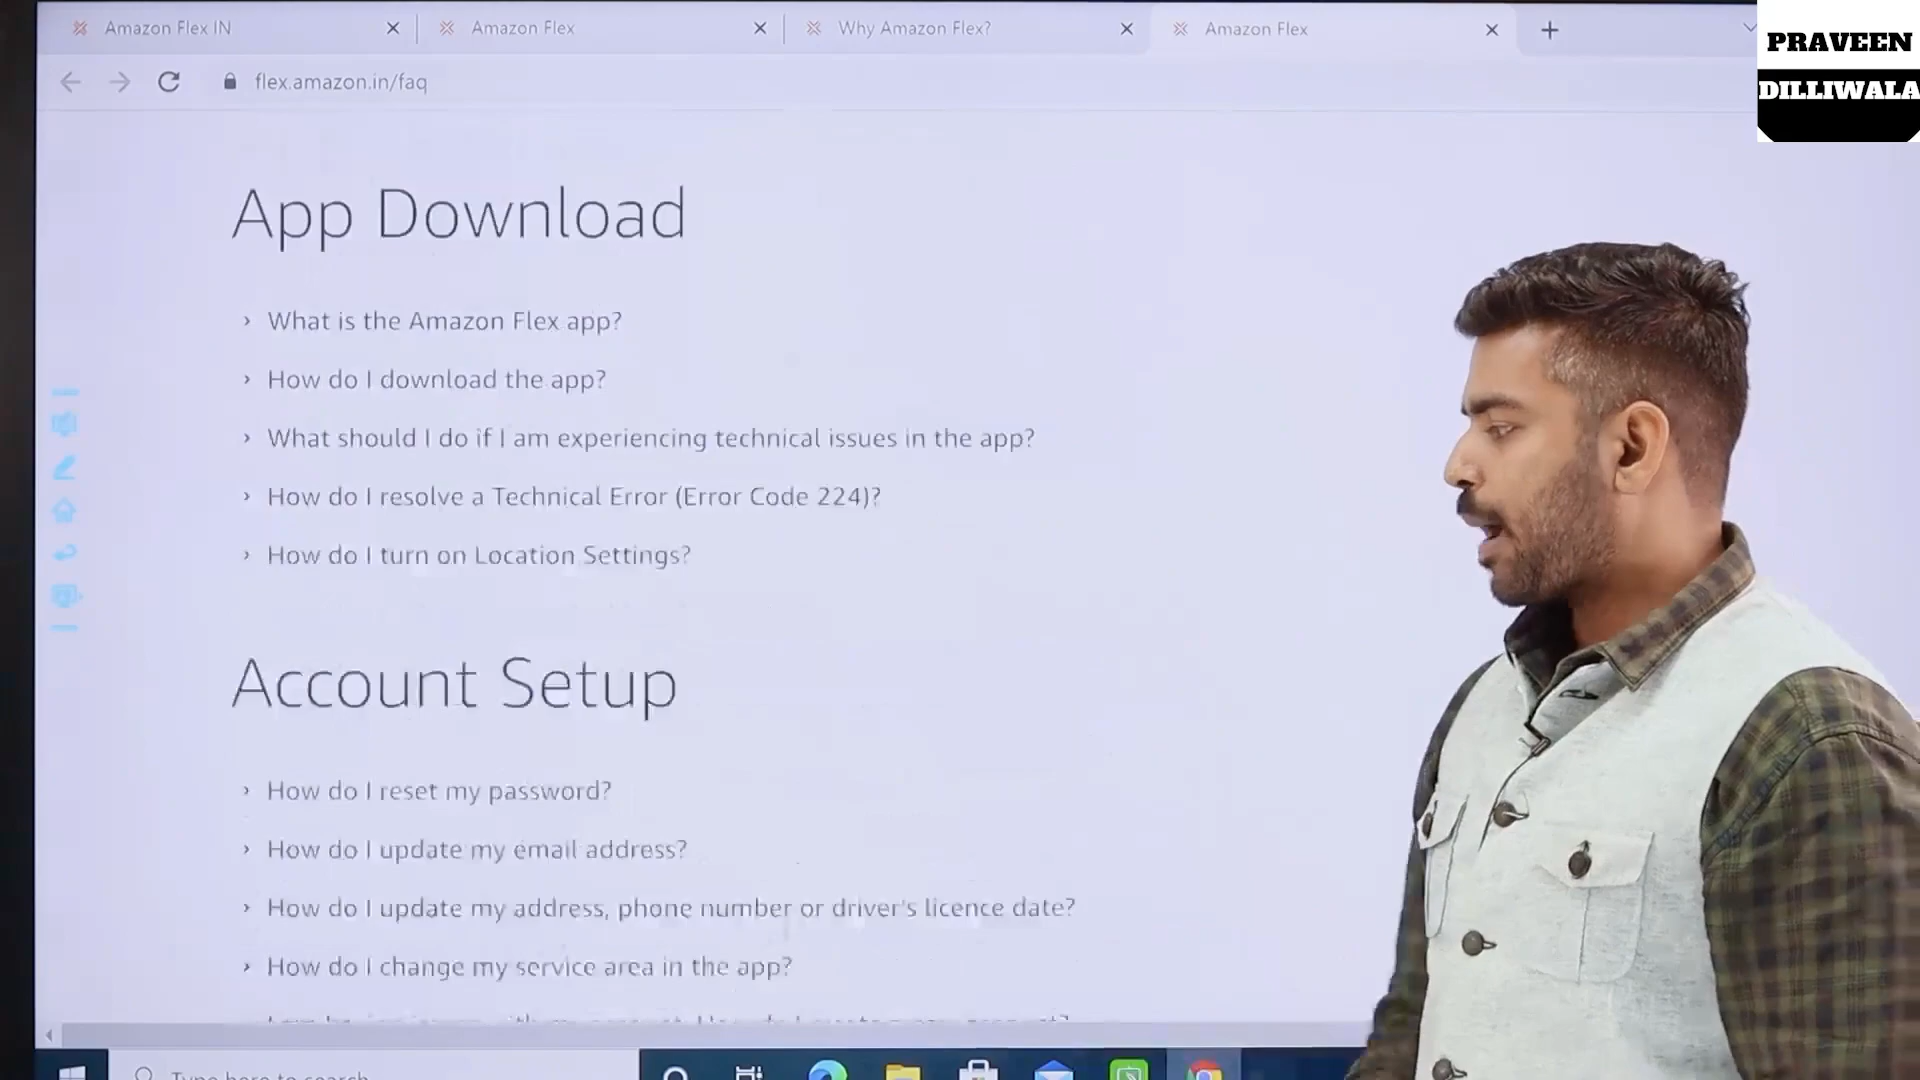 Amazon Flex IN
Amazon Flex
Why Amazon Flex?
Amazon Flex
PRAVEEN
DILLIWALA
flex.amazon.in/faq
App Download
What is the Amazon Flex app?
How do I download the app?
What should I do if I am experiencing technical issues in the app?
How do I resolve a Technical Error (Error Code 224)?
How do I turn on Location Settings?
Account Setup
How do I reset my password?
How do I update my email address?
How do I update my address, phone number or driver's licence date?
How do I change my service area in the app?
Type here to search